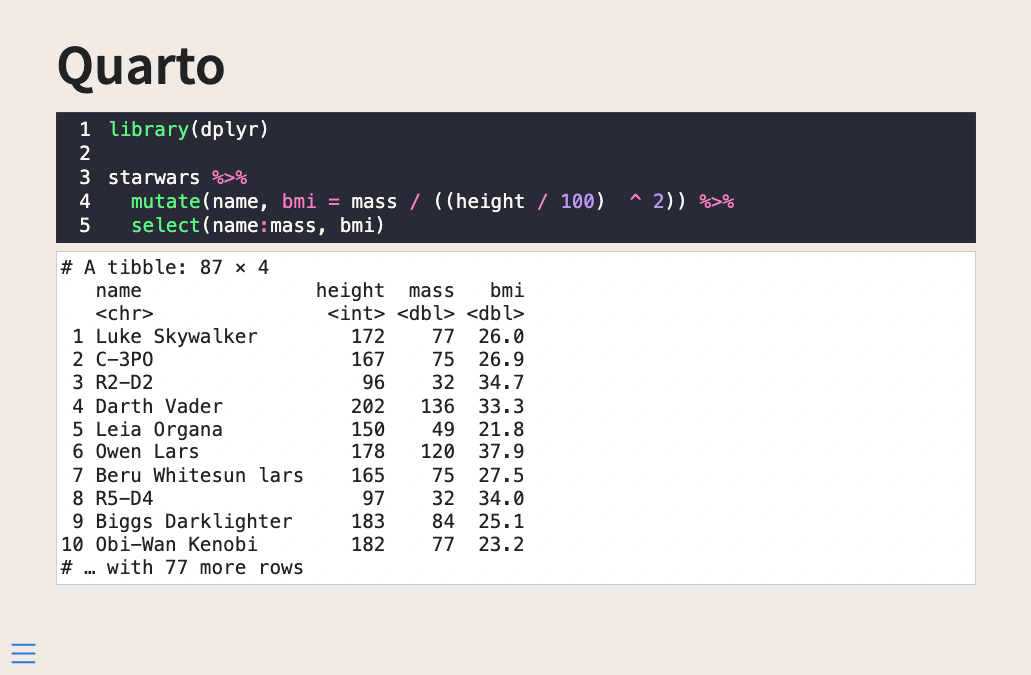 Quarto
1 library(dplyr)
2
3 starwars %>%
4   mutate(name, bmi = mass / ((height / 100)  ^ 2)) %>%
5   select(name:mass, bmi)
# A tibble: 87 × 4
   name               height  mass   bmi
   <chr>               <int> <dbl> <dbl>
 1 Luke Skywalker        172    77  26.0
 2 C-3PO                 167    75  26.9
 3 R2-D2                  96    32  34.7
 4 Darth Vader           202   136  33.3
 5 Leia Organa           150    49  21.8
 6 Owen Lars             178   120  37.9
 7 Beru Whitesun lars    165    75  27.5
 8 R5-D4                  97    32  34.0
 9 Biggs Darklighter     183    84  25.1
10 Obi-Wan Kenobi        182    77  23.2
# … with 77 more rows